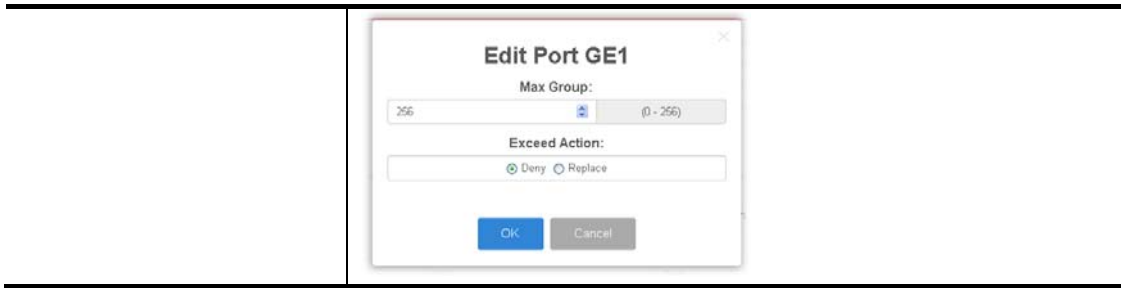 Edit Port GE1
Max Group:
256 (0 - 256)
Exceed Action:
Deny Replace
OK Cancel